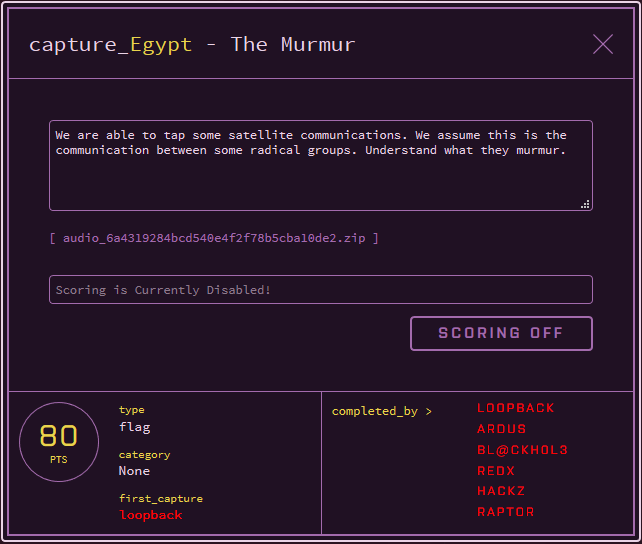 capture_Egypt - The Murmur
We are able to tap some satellite communications. We assume this is the
communication between some radical groups. Understand what they murmur.
[ audio_6a4319284bcd540e4f2f78b5cba10de2.zip ]
Scoring is Currently Disabled!
SCORING OFF
80
PTS
type
flag
category
None
first_capture
loopback
completed_by >
LOOPBACK
ARDUS
BL@CKH0L3
REDX
HACKZ
RAPTOR